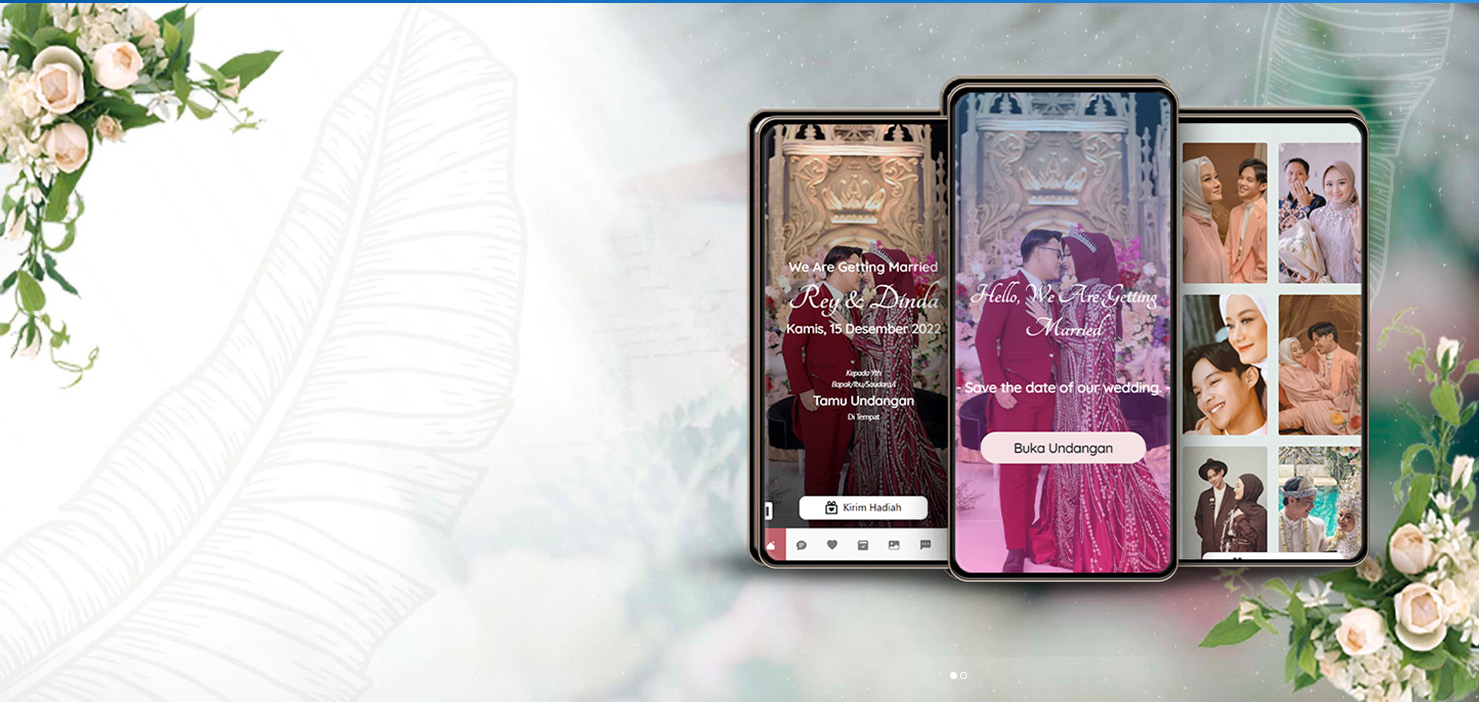 We Are Getting Married
Rey & Dinda
Kamis, 15 Desember 2022
Kepada Yth
Bapak/Ibu/Saudara/i
Tamu Undangan
Di Tempat
Kirim Hadiah
Hello, We Are Getting
Married
- Save the date of our wedding. -
Buka Undangan